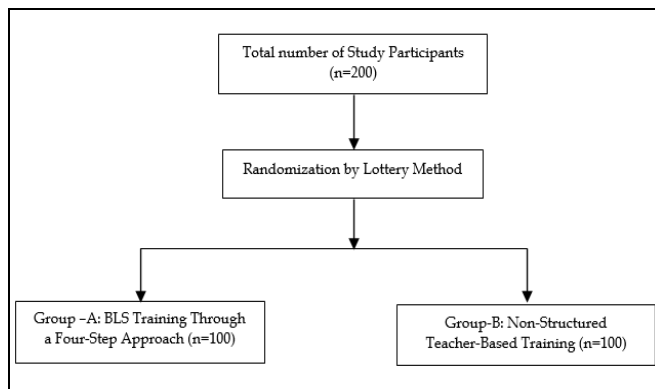 Total number of Study Participants
(n=200)
Randomization by Lottery Method
Group –A: BLS Training Through
a Four-Step Approach (n=100)
Group-B: Non-Structured
Teacher-Based Training (n=100)